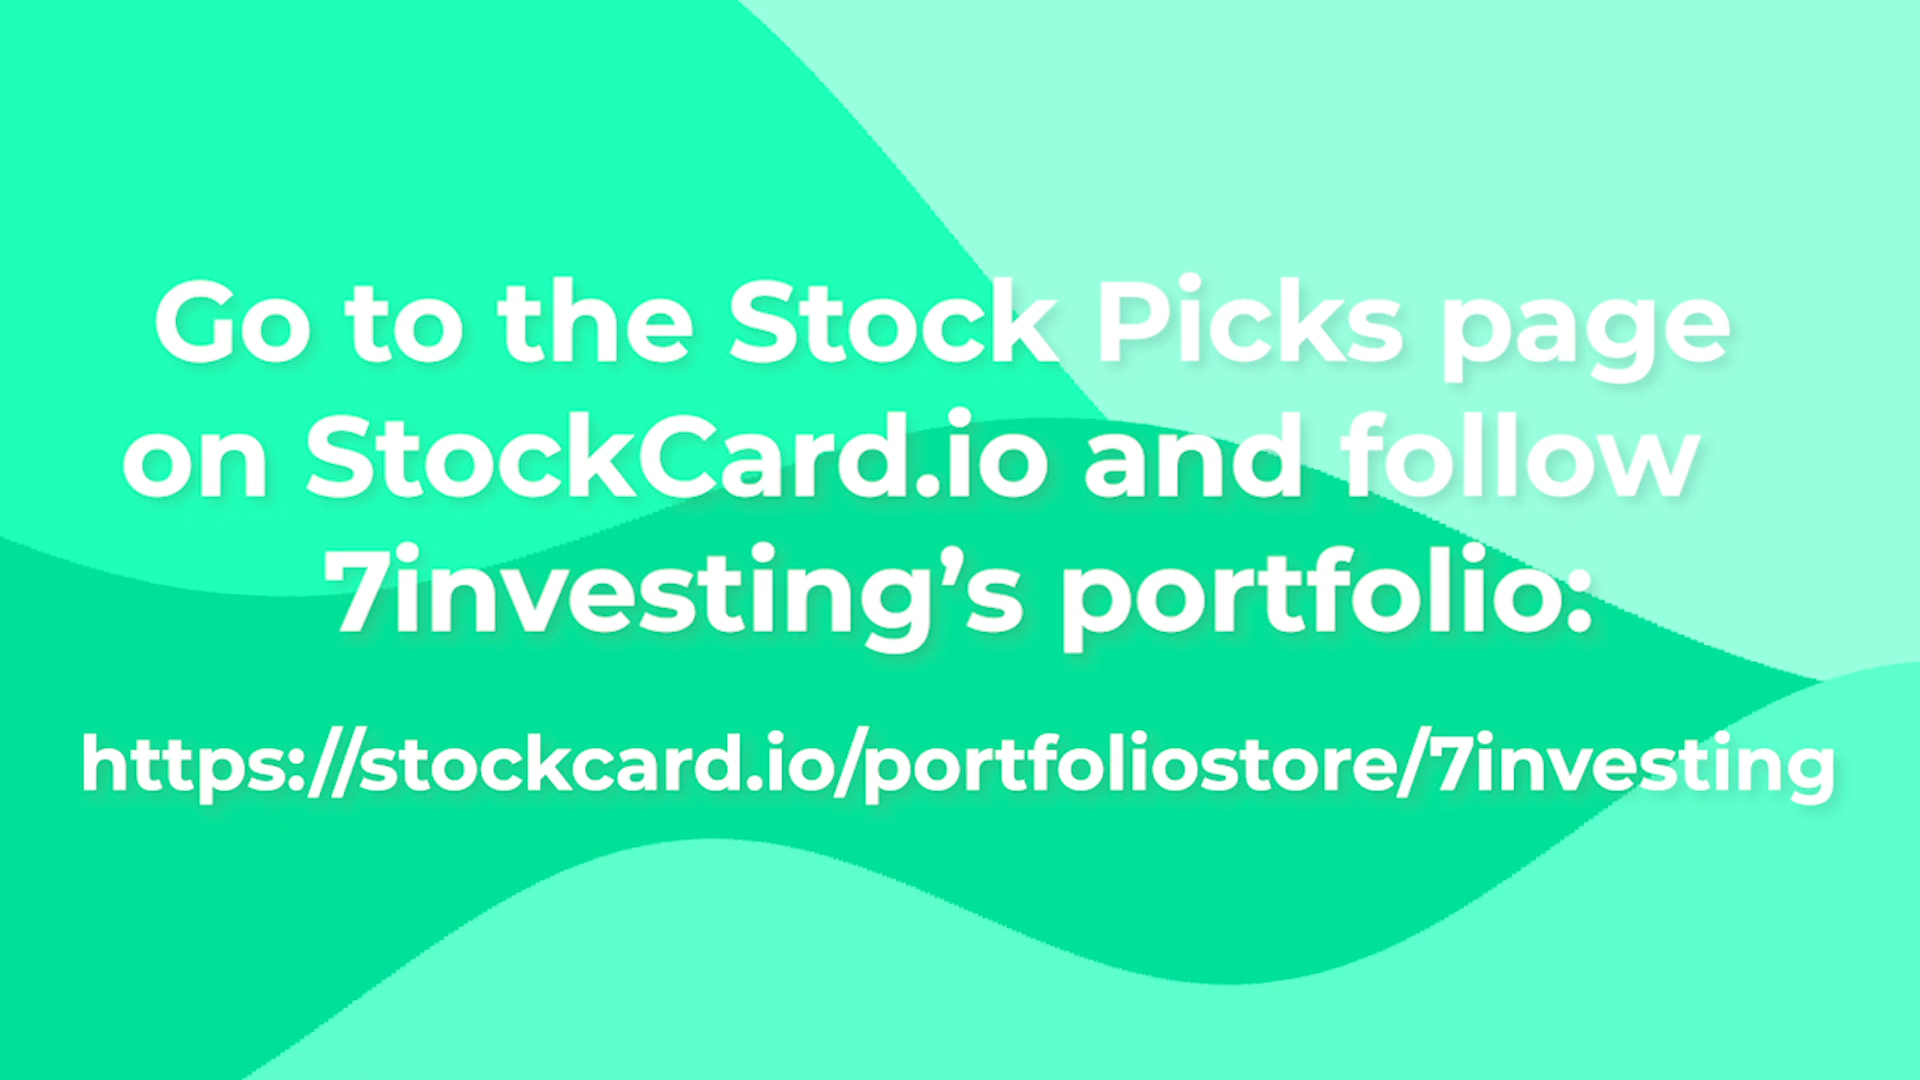 Go to the Stock Picks page
on StockCard.io and follow
7investing’s portfolio:
https://stockcard.io/portfoliostore/7investing